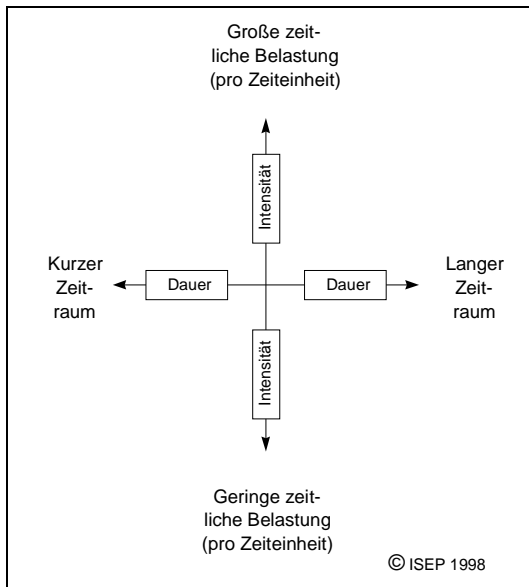 Große zeit-
liche Belastung
(pro Zeiteinheit)
Intensität
Kurzer
Zeit-
raum
Dauer
Dauer
Langer
Zeit-
raum
Intensität
Geringe zeit-
liche Belastung
(pro Zeiteinheit)
© ISEP 1998